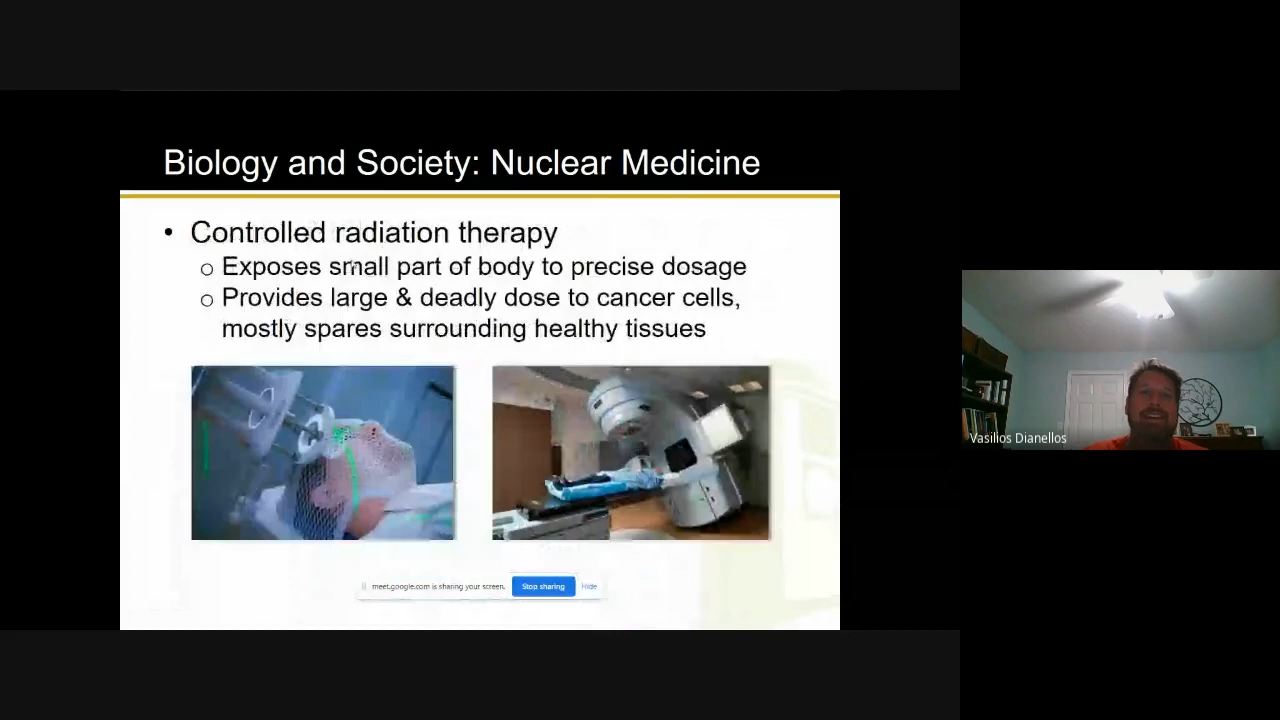 Biology and Society: Nuclear Medicine
• Controlled radiation therapy
o Exposes small part of body to precise dosage
o Provides large & deadly dose to cancer cells,
mostly spares surrounding healthy tissues
meet.google.com is sharing your screen. Stop sharing Hide
Vasilios Dianellos